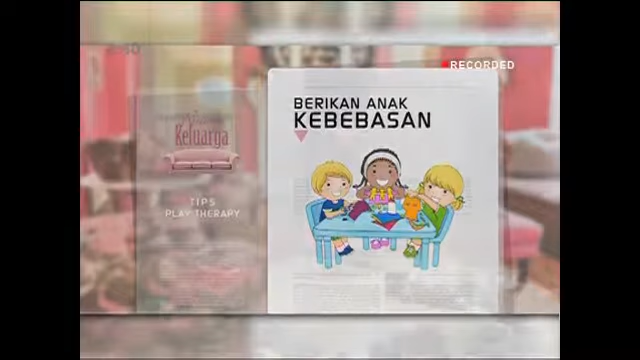 RECORDED
BERIKAN ANAK
KEBEBASAN
Keluarga
TIPS
PLAY THERAPY